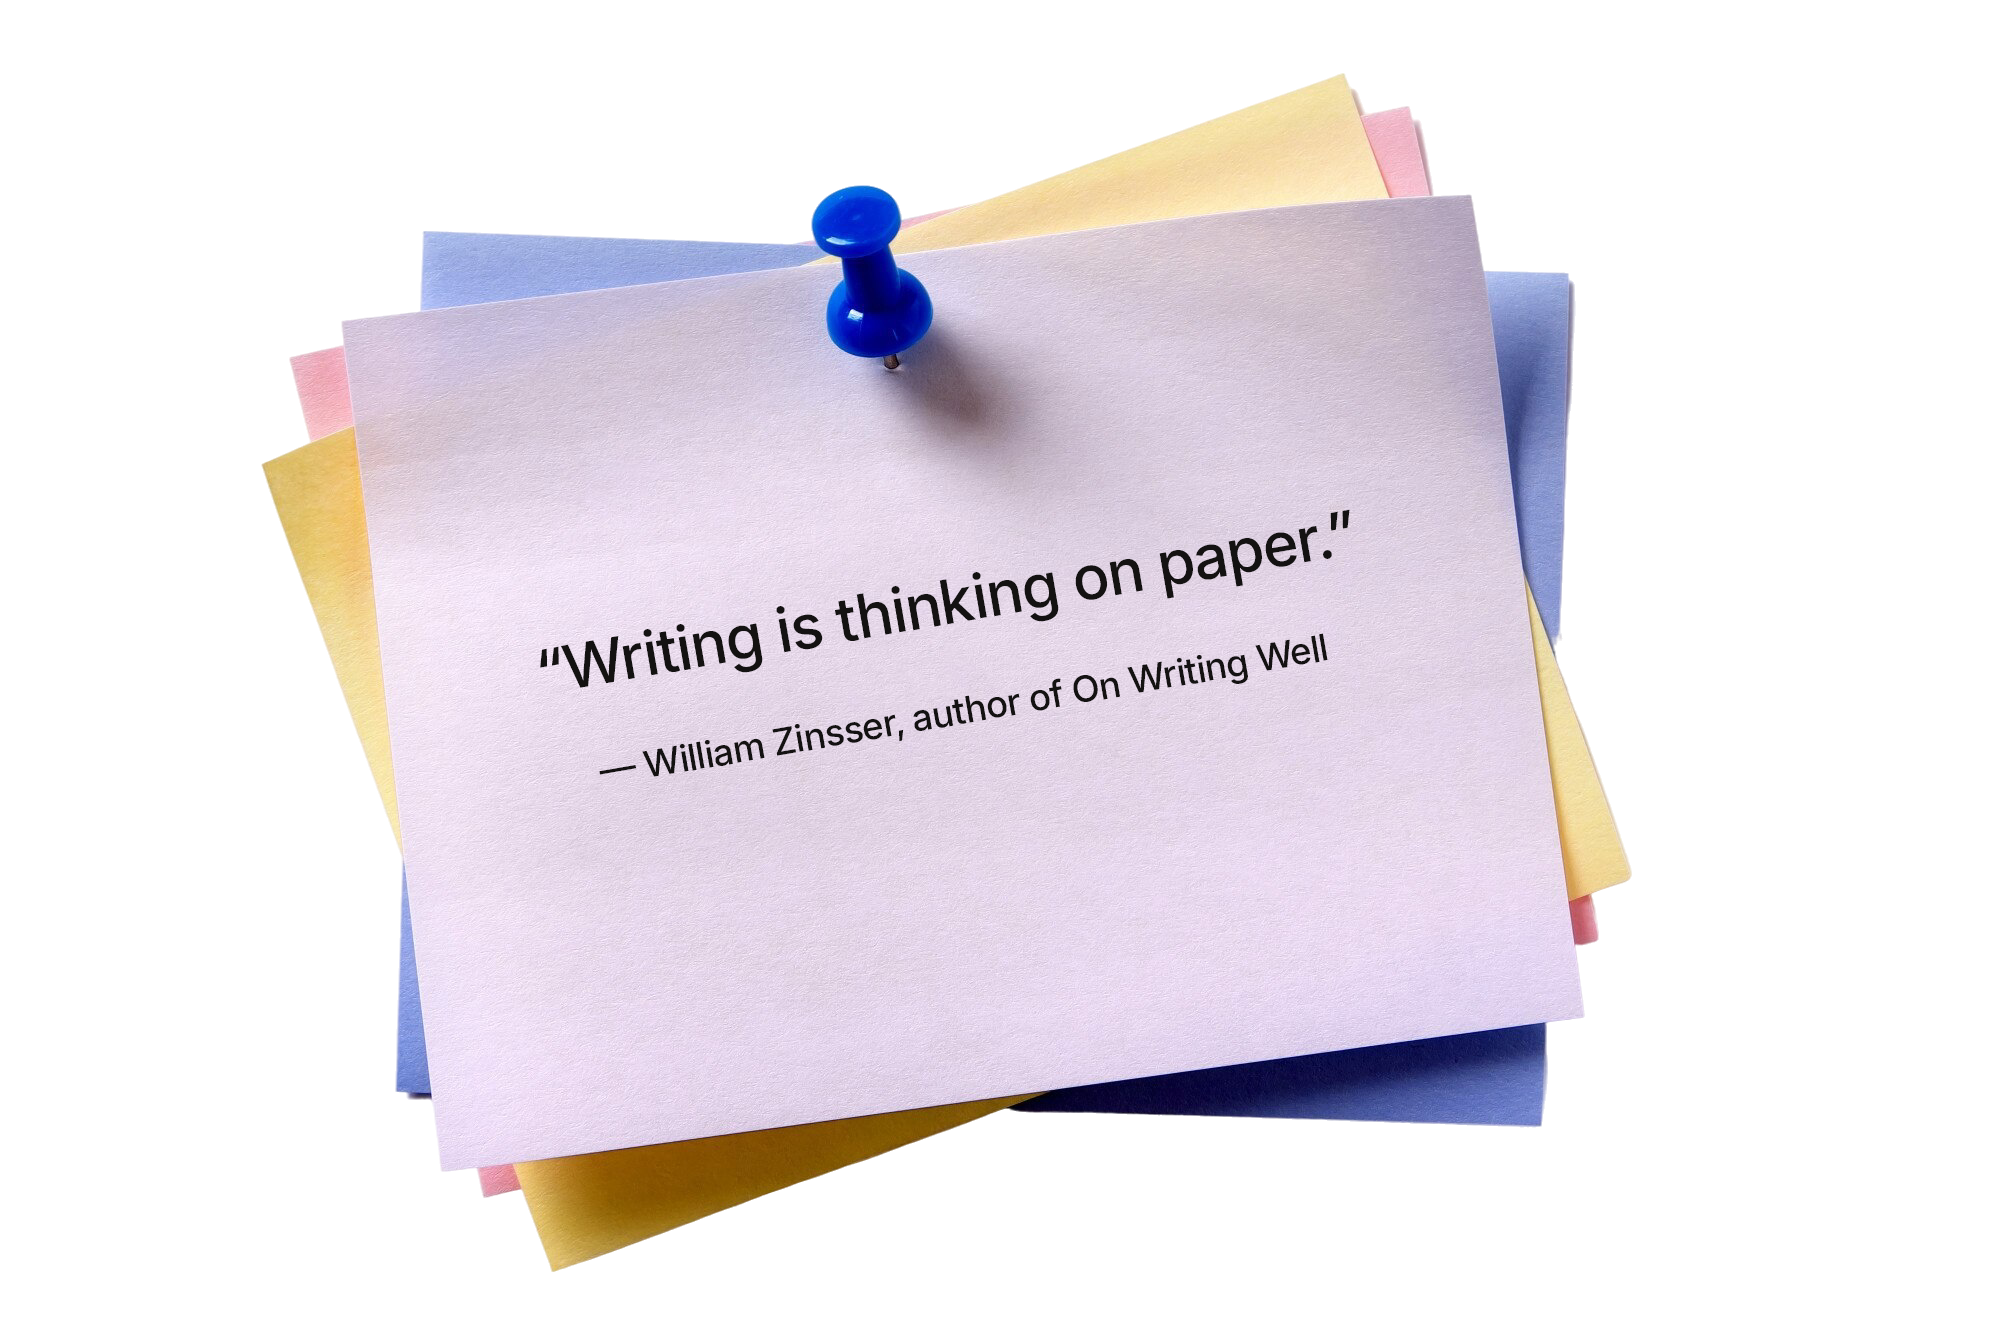 “Writing is thinking on paper.”
— William Zinsser, author of On Writing Well